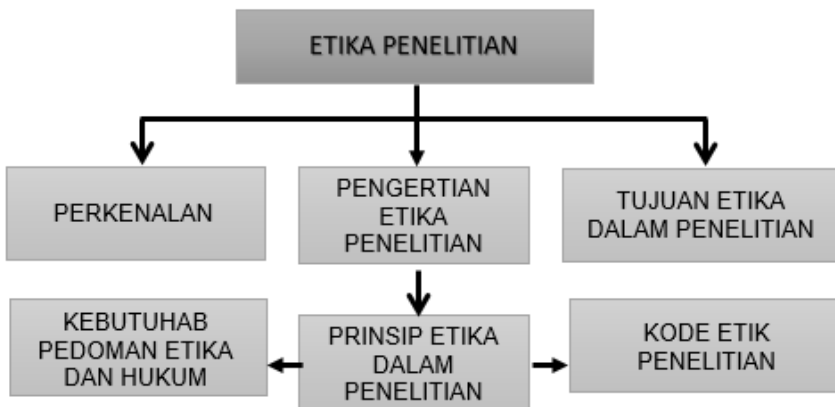 ETIKA PENELITIAN
PERKENALAN
PENGERTIAN
ETIKA
PENELITIAN
TUJUAN ETIKA
DALAM PENELITIAN
KEBUTUHAB
PEDOMAN ETIKA
DAN HUKUM
PRINSIP ETIKA
DALAM
PENELITIAN
KODE ETIK
PENELITIAN